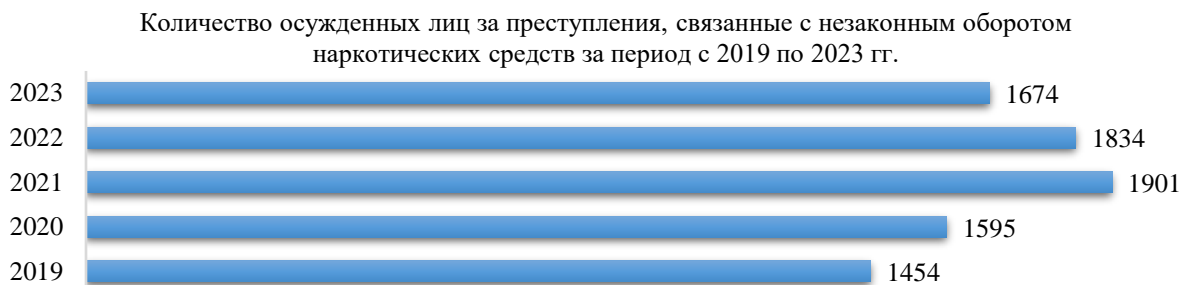 Количество осужденных лиц за преступления, связанные с незаконным оборотом
наркотических средств за период с 2019 по 2023 гг.
2023 1674
2022 1834
2021 1901
2020 1595
2019 1454